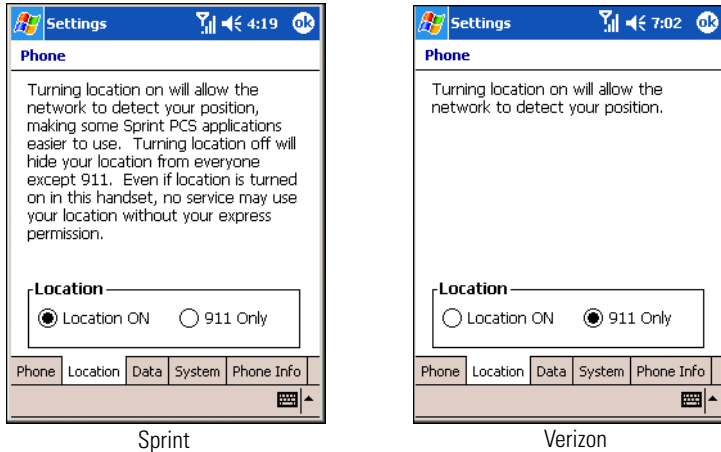 Settings 4:19 ok
Phone
Turning location on will allow the
network to detect your position,
making some Sprint PCS applications
easier to use. Turning location off will
hide your location from everyone
except 911. Even if location is turned
on in this handset, no service may use
your location without your express
permission.
Location
Location ON 911 Only
Phone Location Data System Phone Info
Sprint
Settings 7:02 ok
Phone
Turning location on will allow the
network to detect your position.
Location
Location ON 911 Only
Phone Location Data System Phone Info
Verizon